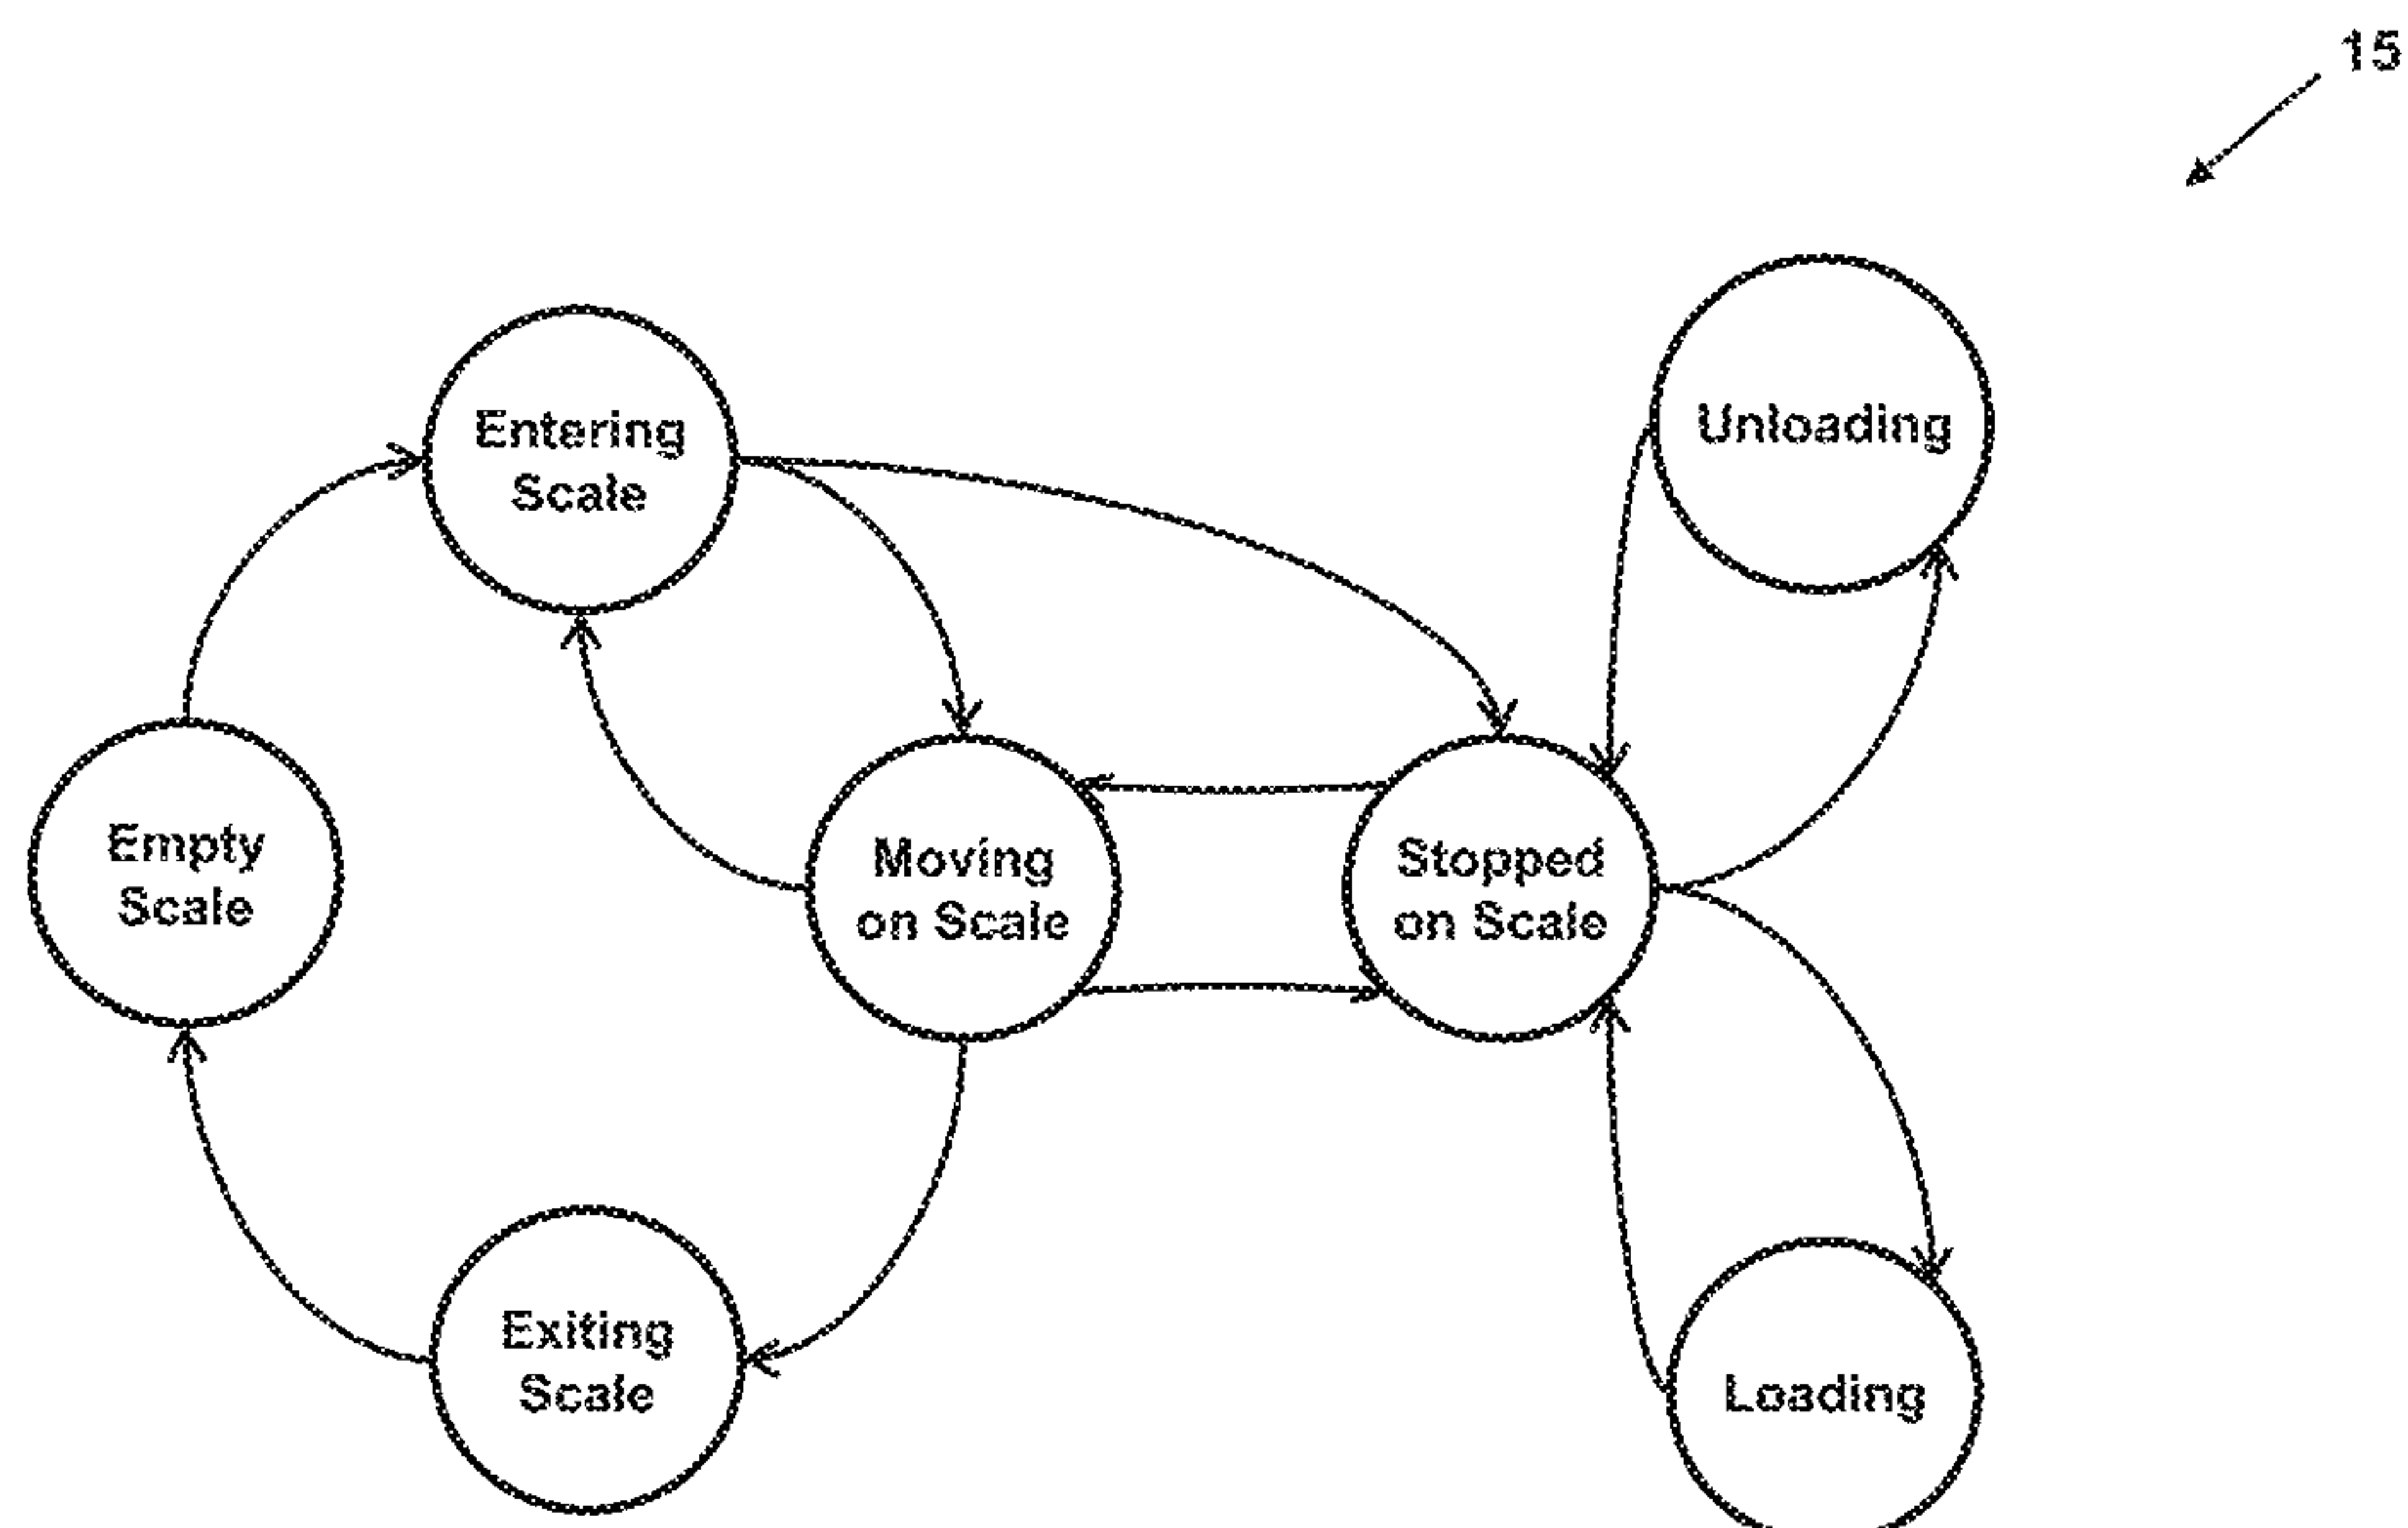 15
Entering
Scale
Unloading
Empty
Scale
Moving
on Scale
Stopped
on Scale
Exiting
Scale
Loading